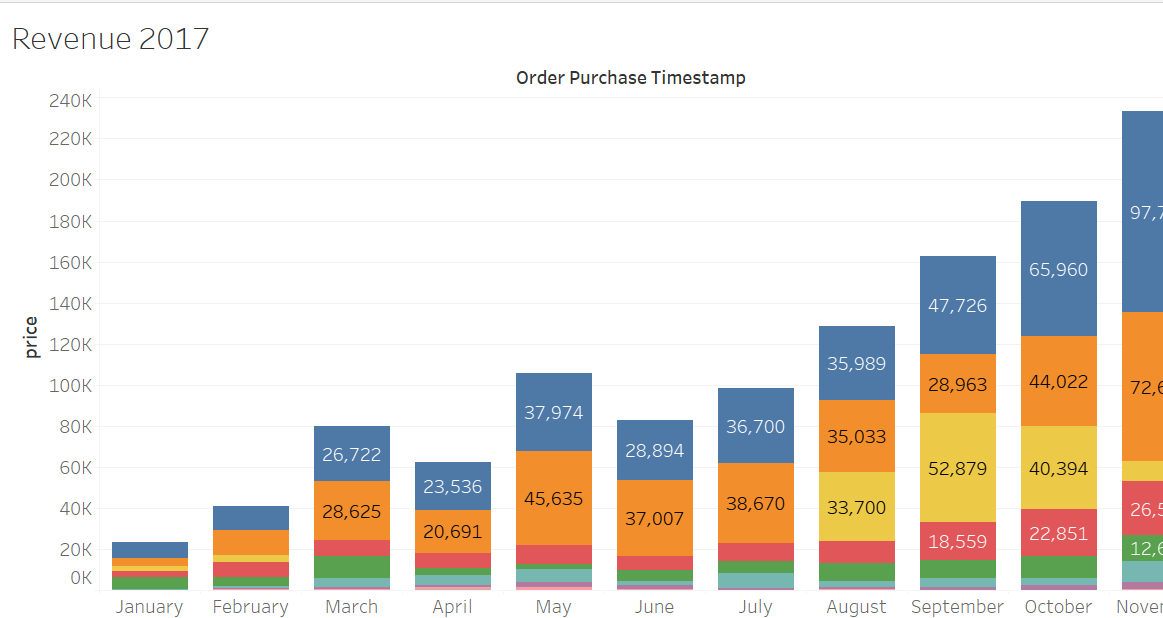 Revenue 2017
Order Purchase Timestamp
240K
220K
200K
180K
160K
140K
120K
100K
80K
60K
40K
20K
0K
price
97,7
65,960
47,726
35,989
36,700
37,974
28,894
26,722
23,536
44,022
72,6
28,963
35,033
38,670
45,635
37,007
28,625
20,691
52,879
40,394
33,700
26,5
22,851
18,559
12,6
January February March April May June July August September October Nover